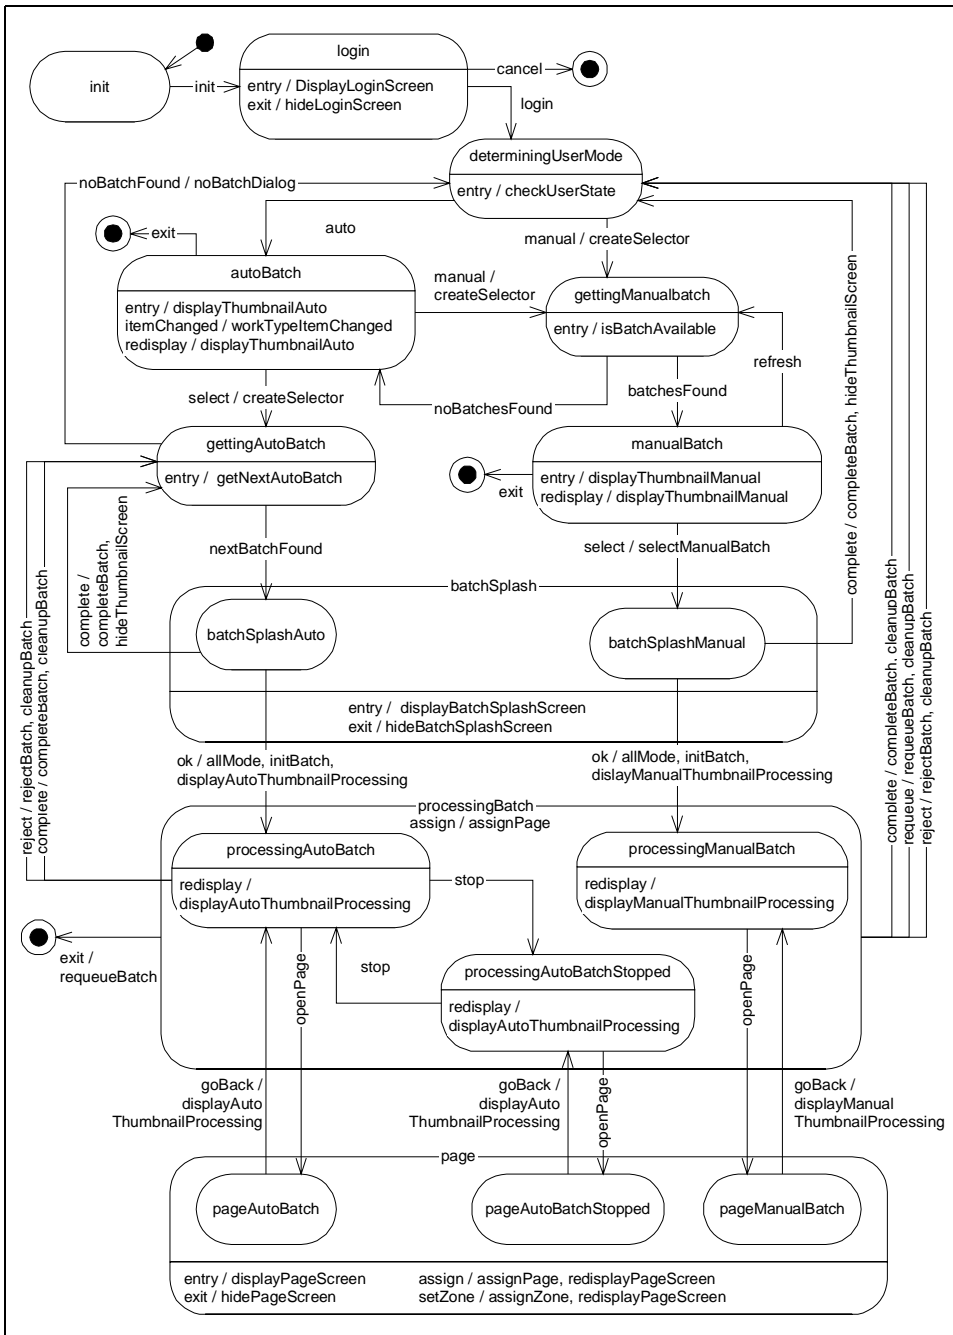 login
init
init
entry / DisplayLoginScreen
exit / hideLoginScreen
cancel
login
determiningUserMode
entry / checkUserState
noBatchFound / noBatchDialog
exit
auto
manual / createSelector
autoBatch
entry / displayThumbnailAuto
itemChanged / workTypeItemChanged
redisplay / displayThumbnailAuto
manual /
createSelector
gettingManualbatch
entry / isBatchAvailable
refresh
select / createSelector
noBatchesFound
batchesFound
complete / completeBatch, hideThumbnailScreen
gettingAutoBatch
entry /  getNextAutoBatch
manualBatch
entry / displayThumbnailManual
redisplay / displayThumbnailManual
exit
nextBatchFound
select / selectManualBatch
complete /
completeBatch,
hideThumbnailScreen
batchSplash
batchSplashAuto
batchSplashManual
entry /  displayBatchSplashScreen
exit / hideBatchSplashScreen
reject / rejectBatch, cleanupBatch
complete / completeBatch, cleanupBatch
ok / allMode, initBatch,
displayAutoThumbnailProcessing
ok / allMode, initBatch,
dislayManualThumbnailProcessing
complete / completeBatch, cleanupBatch
requeue / requeueBatch, cleanupBatch
reject / rejectBatch, cleanupBatch
processingBatch
assign / assignPage
processingAutoBatch
redisplay /
displayAutoThumbnailProcessing
processingManualBatch
redisplay /
displayManualThumbnailProcessing
stop
stop
exit /
requeueBatch
openPage
processingAutoBatchStopped
redisplay /
displayAutoThumbnailProcessing
openPage
goBack /
displayAuto
ThumbnailProcessing
goBack /
displayAuto
ThumbnailProcessing
openPage
goBack /
displayManual
ThumbnailProcessing
page
pageAutoBatch
pageAutoBatchStopped
pageManualBatch
entry / displayPageScreen
exit / hidePageScreen
assign / assignPage, redisplayPageScreen
setZone / assignZone, redisplayPageScreen